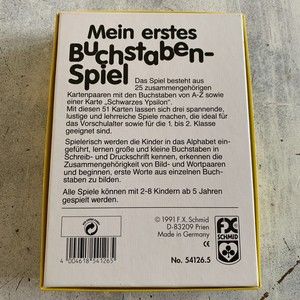 Mein erstes
Buchstaben-
Spiel
Das Spiel besteht aus
25 zusammengehörigen
Kartenpaaren mit den Buchstaben von A-Z sowie
einer Karte „Schwarzes Ypsilon".
Mit diesen 51 Karten lassen sich drei spannende,
lustige und lehrreiche Spiele machen, die ideal für
das Vorschulalter sowie für die 1. bis 2. Klasse
geeignet sind.
Spielerisch werden die Kinder in das Alphabet ein-
geführt, lernen große und kleine Buchstaben in
Schreib- und Druckschrift kennen, erkennen die
Zusammengehörigkeit von Bild- und Wortpaaren
und beginnen, erste Worte aus einzelnen Buch-
staben zu bilden.
Alle Spiele können mit 2-8 Kindern ab 5 Jahren
gespielt werden.
© 1991 F.X. Schmid
D-83209 Prien
Made in Germany
CE
No. 54126.5
4 004618 541265
FX
SCHMID